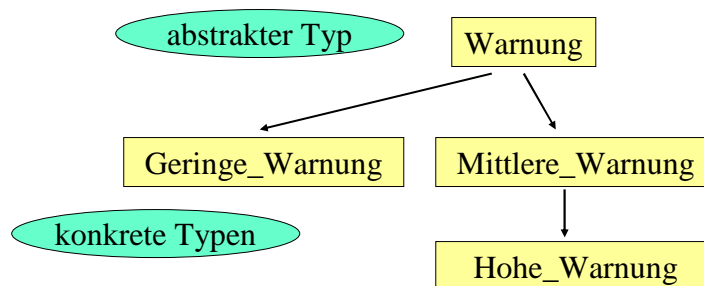 abstrakter Typ
Warnung
Geringe_Warnung
Mittlere_Warnung
konkrete Typen
Hohe_Warnung